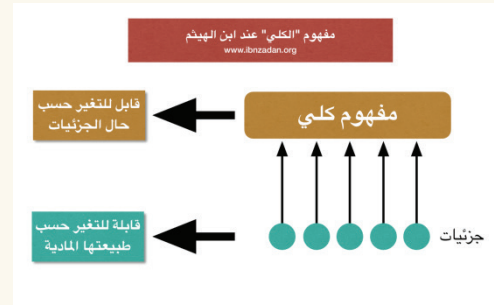 مفهوم "الكلي" عند ابن الهيثم
www.ibnzadan.org
مفهوم كلي
قابل للتغير حسب
حال الجزئيات
جزئيات
قابلة للتغير حسب
طبيعتها المادية